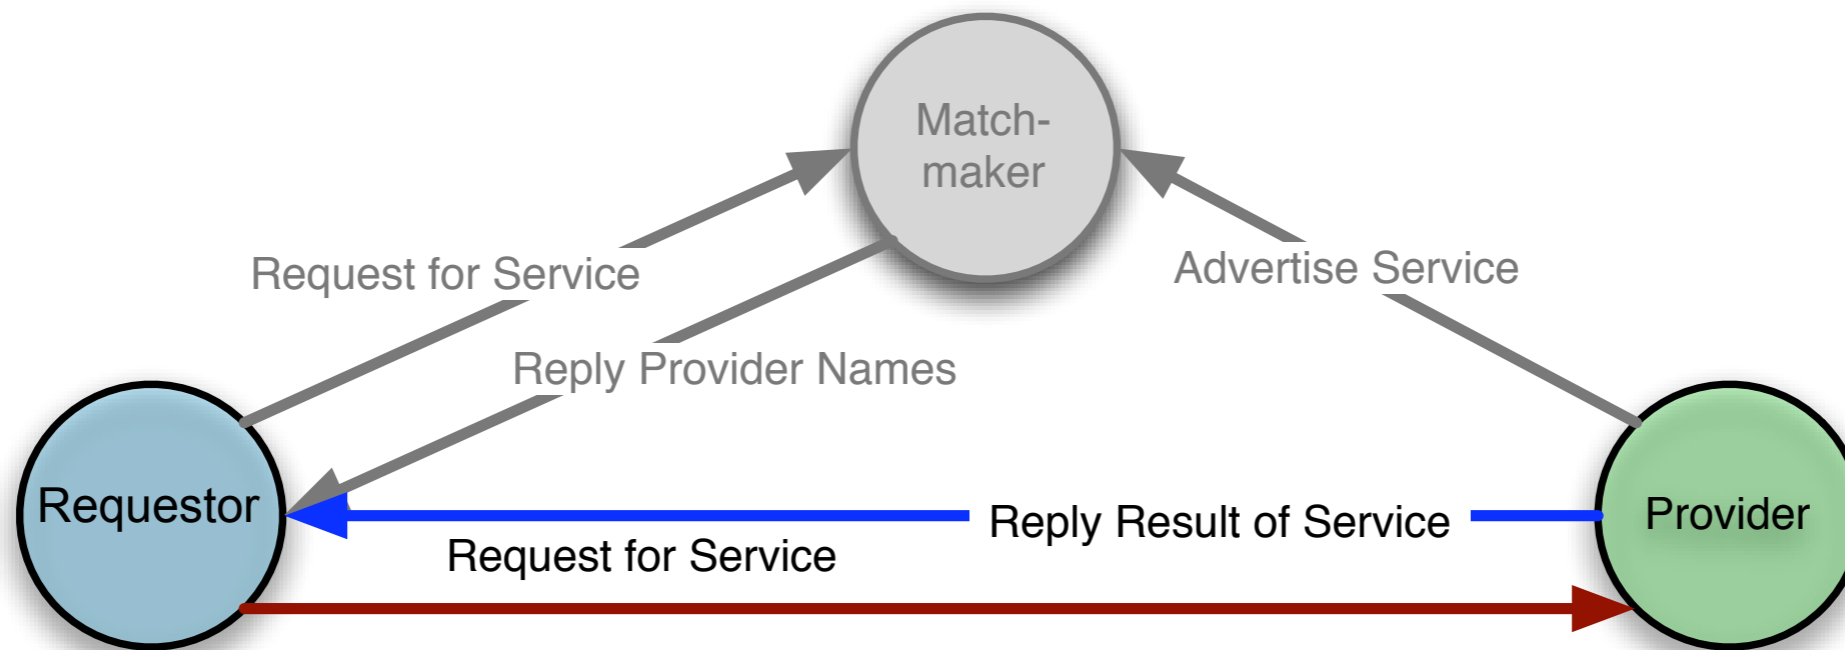 Match-
maker
Request for Service
Advertise Service
Reply Provider Names
Requestor
Reply Result of Service
Provider
Request for Service